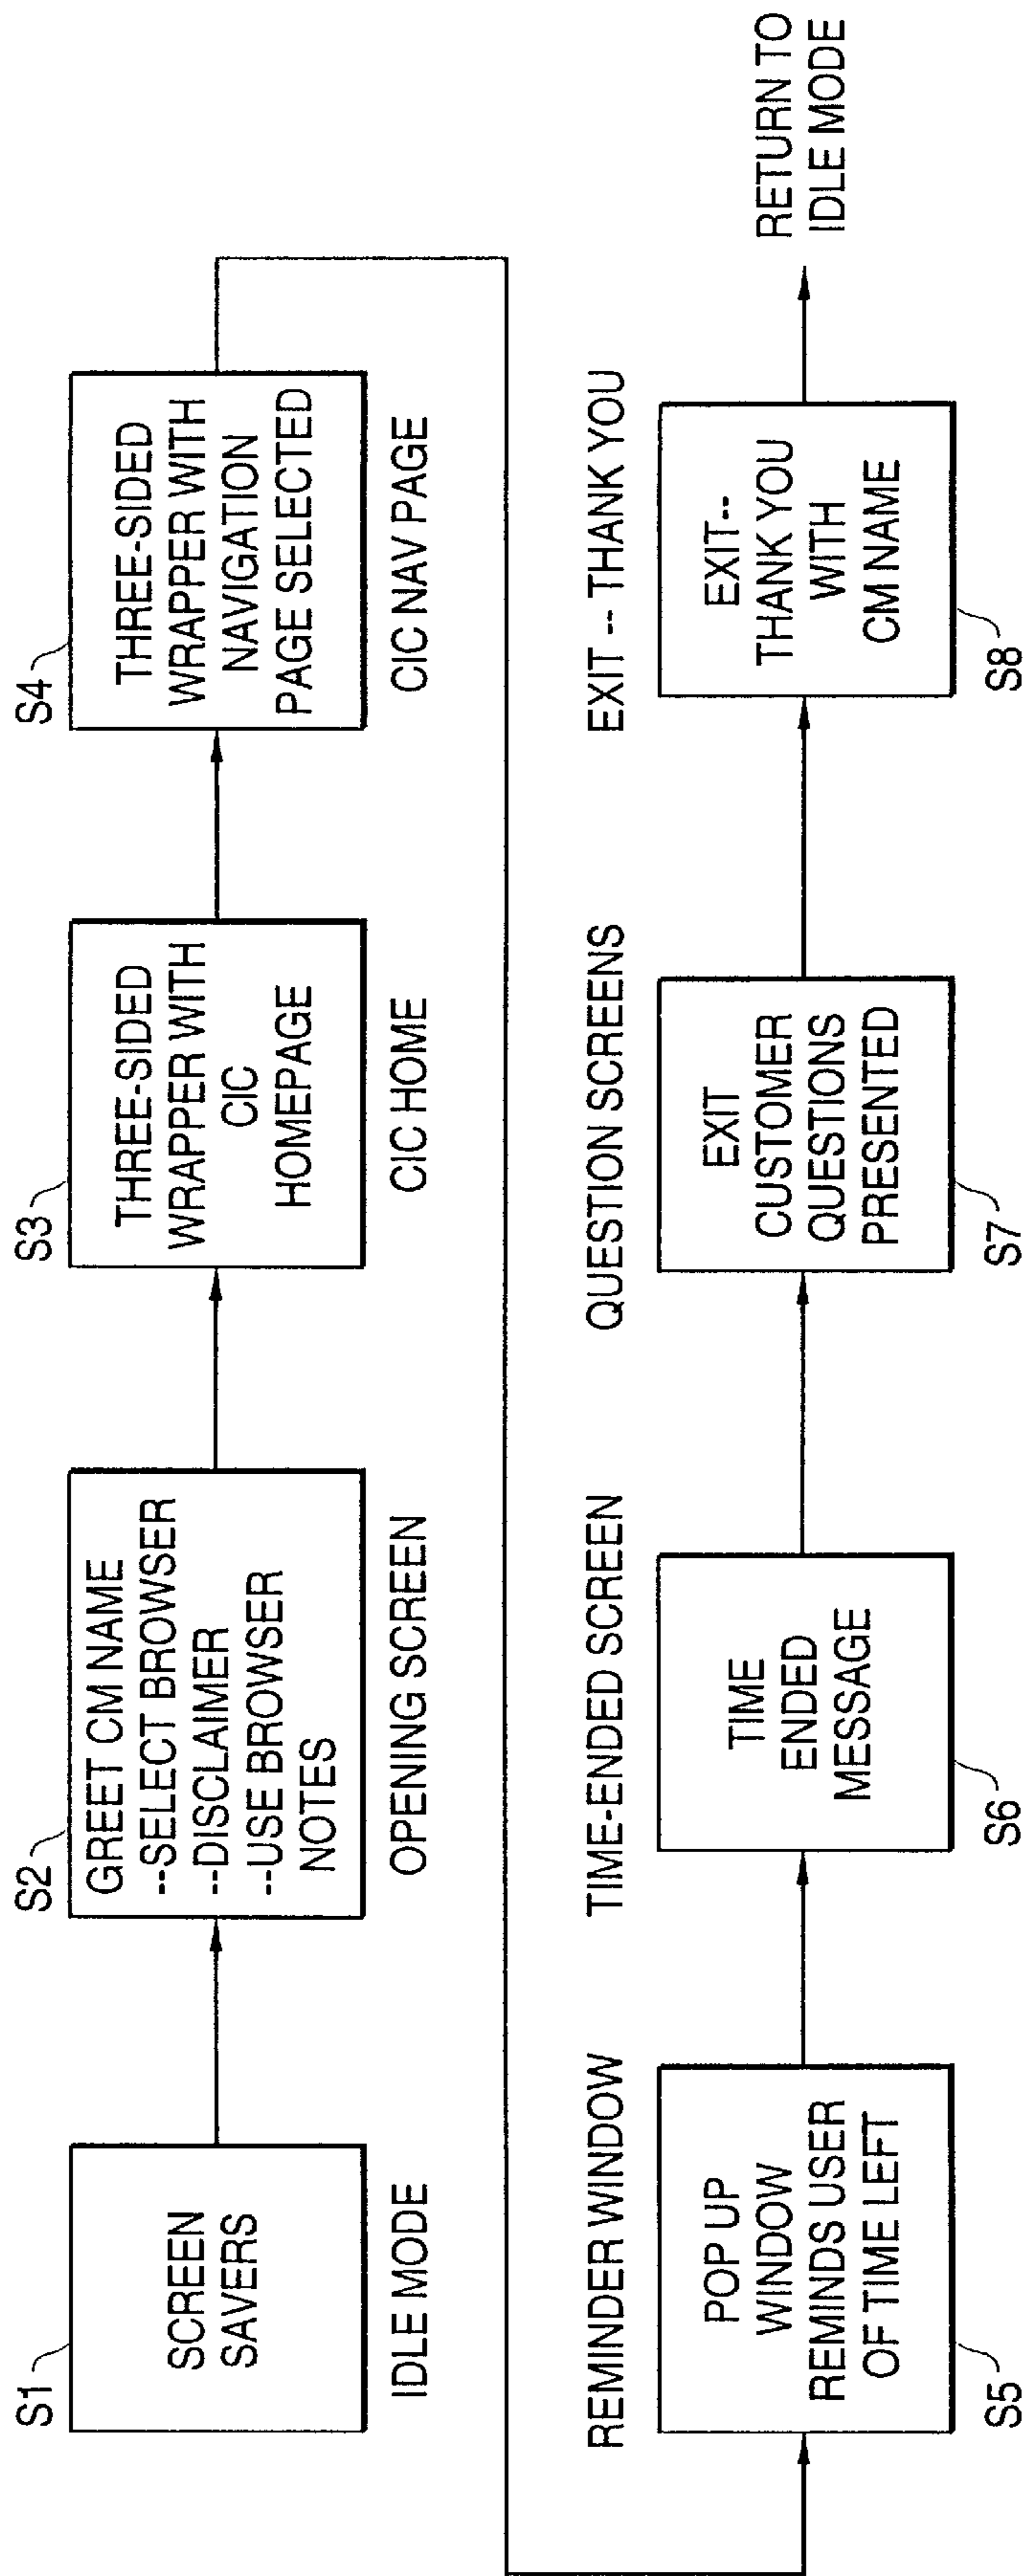 S1
SCREEN
SAVERS
IDLE MODE
S2
GREET CM NAME
--SELECT BROWSER
--DISCLAIMER
--USE BROWSER
NOTES
OPENING SCREEN
S3
THREE-SIDED
WRAPPER WITH
CIC
HOMEPAGE
CIC HOME
S4
THREE-SIDED
WRAPPER WITH
NAVIGATION
PAGE SELECTED
CIC NAV PAGE
REMINDER WINDOW
POP UP
WINDOW
REMINDS USER
OF TIME LEFT
S5
TIME-ENDED SCREEN
TIME
ENDED
MESSAGE
S6
QUESTION SCREENS
EXIT
CUSTOMER
QUESTIONS
PRESENTED
S7
EXIT -- THANK YOU
EXIT--
THANK YOU
WITH
CM NAME
S8
RETURN TO
IDLE MODE